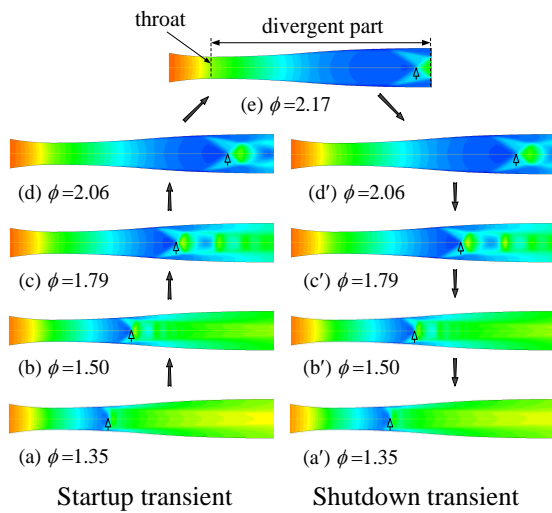 throat
divergent part
(e) ϕ=2.17
(d) ϕ=2.06
(d′) ϕ=2.06
(c) ϕ=1.79
(c′) ϕ=1.79
(b) ϕ=1.50
(b′) ϕ=1.50
(a) ϕ=1.35
(a′) ϕ=1.35
Startup transient
Shutdown transient